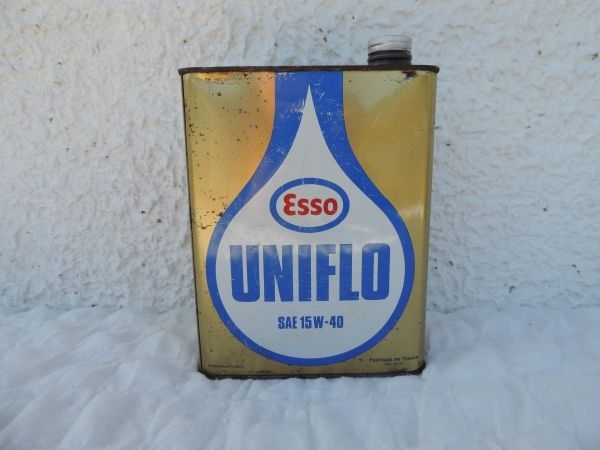 Esso
UNIFLO
SAE 15W-40
Fabriqué en France